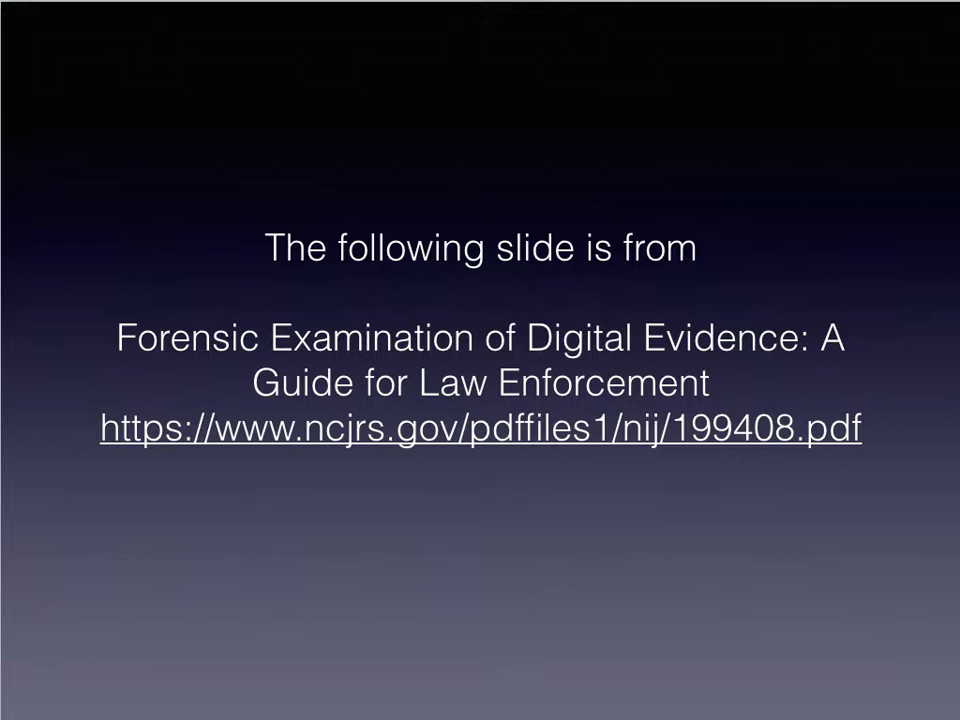 The following slide is from
Forensic Examination of Digital Evidence: A
Guide for Law Enforcement
https://www.ncjrs.gov/pdffiles1/nij/199408.pdf